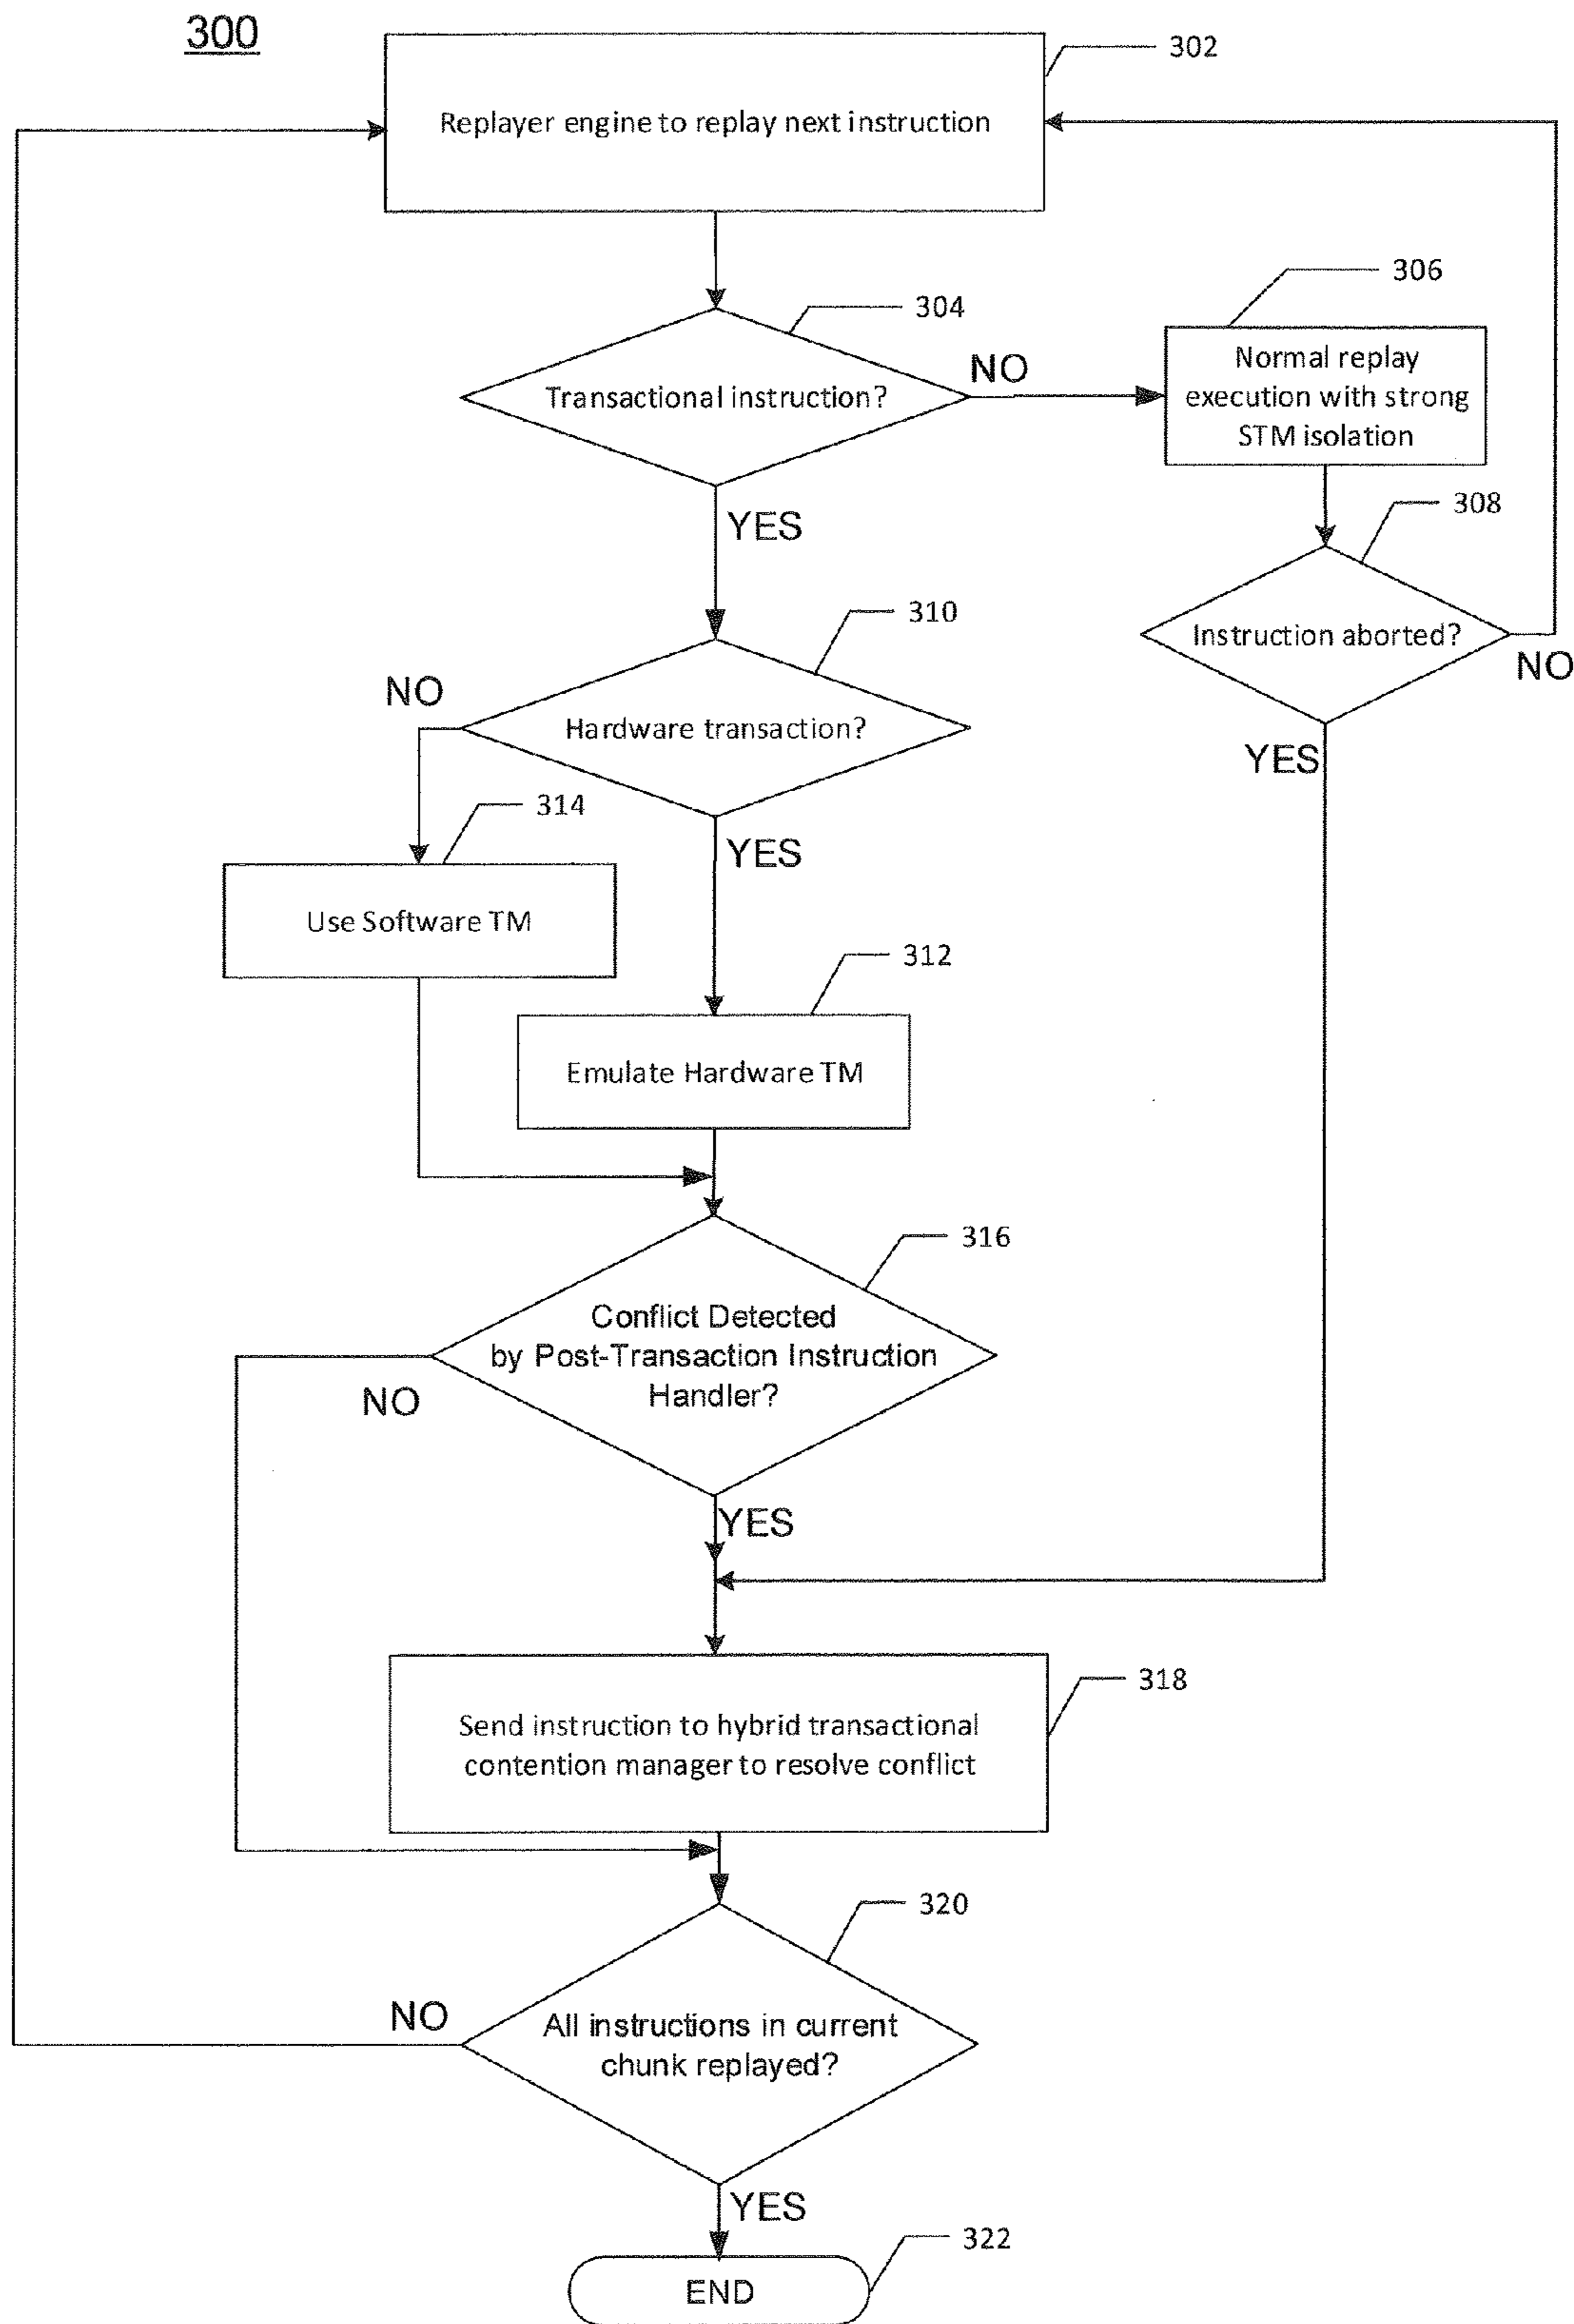 300
302
Replayer engine to replay next instruction
304
306
Transactional instruction?
NO
Normal replay
execution with strong
STM isolation
YES
308
310
Instruction aborted?
NO
NO
Hardware transaction?
YES
314
YES
Use Software TM
312
Emulate Hardware TM
316
Conflict Detected
by Post-Transaction Instruction
Handler?
NO
YES
318
Send instruction to hybrid transactional
contention manager to resolve conflict
320
NO
All instructions in current
chunk replayed?
YES
322
END